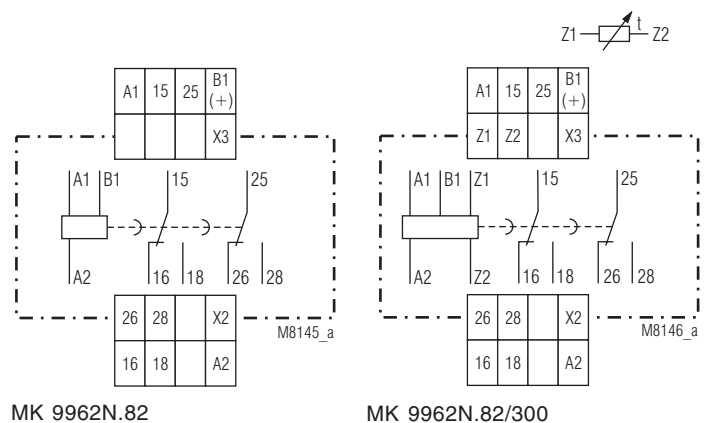 Z1 t Z2
A1 15 25 B1 (+)
X3
A1 B1 15 25
A2 16 18 26 28
26 28 X2
M8145_a
16 18 A2
MK 9962N.82
A1 15 25 B1 (+)
Z1 Z2 X3
A1 B1 Z1 15 25
A2 Z2 16 18 26 28
26 28 X2
M8146_a
16 18 A2
MK 9962N.82/300